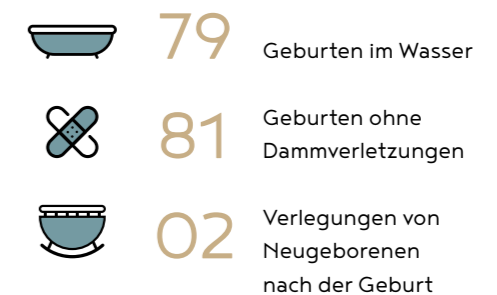 79
Geburten im Wasser
81
Geburten ohne
Dammverletzungen
02
Verlegungen von
Neugeborenen
nach der Geburt